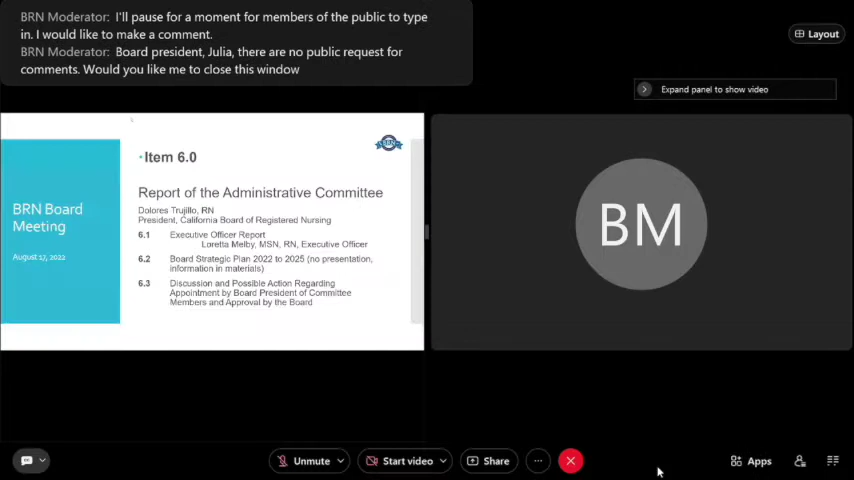 BRN Moderator: I'll pause for a moment for members of the public to type
in. I would like to make a comment.
BRN Moderator: Board president, Julia, there are no public request for
comments. Would you like me to close this window
Layout
Expand panel to show video
BRN Board
Meeting
August 17, 2022
BRN
•Item 6.0
Report of the Administrative Committee
Dolores Trujillo, RN
President, California Board of Registered Nursing
6.1 Executive Officer Report
Loretta Melby, MSN, RN, Executive Officer
6.2 Board Strategic Plan 2022 to 2025 (no presentation,
information in materials)
6.3 Discussion and Possible Action Regarding
Appointment by Board President of Committee
Members and Approval by the Board
BM
Unmute
Start video
Share
Apps